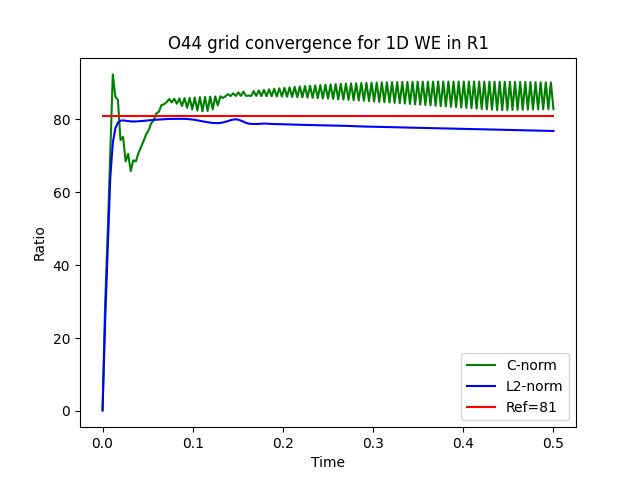 O44 grid convergence for 1D WE in R1
Ratio
80
60
40
20
0
0.0 0.1 0.2 0.3 0.4 0.5
Time
C-norm
L2-norm
Ref=81